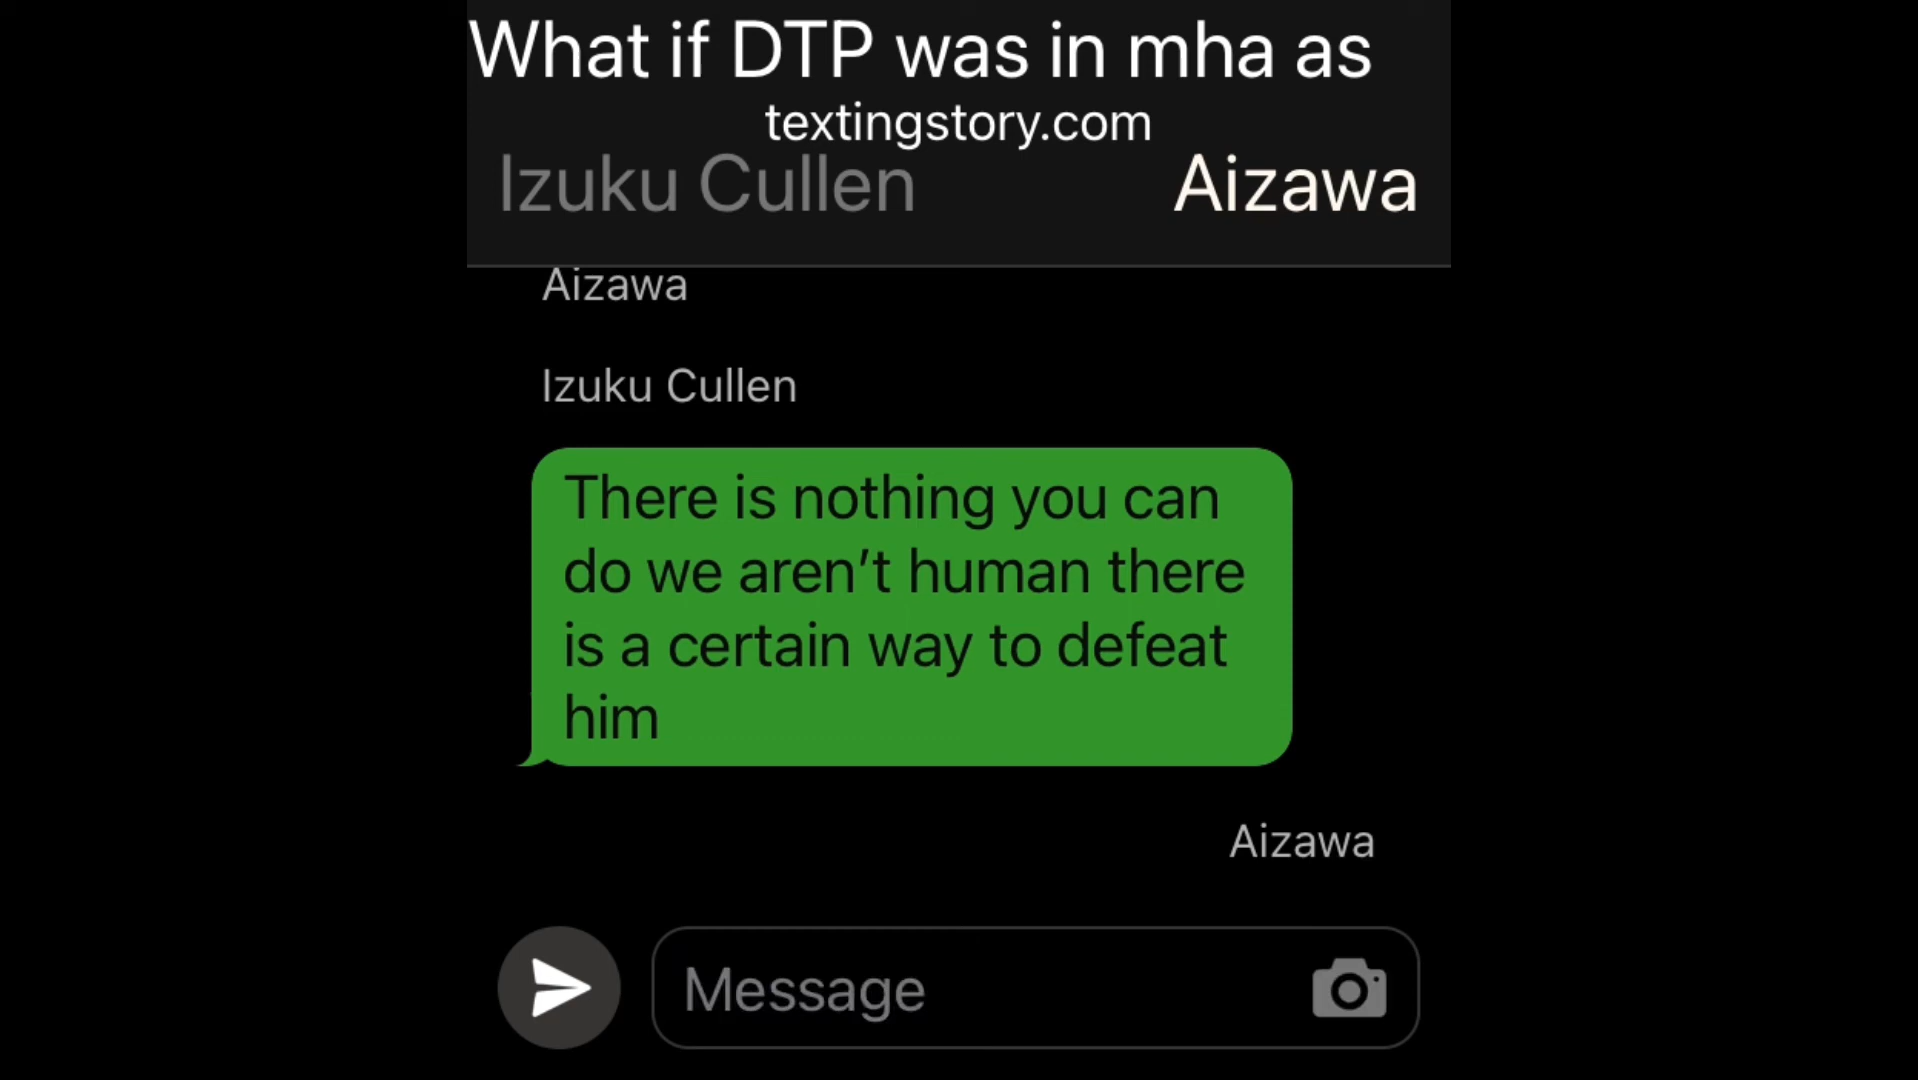 What if DTP was in mha as
textingstory.com
Izuku Cullen Aizawa
Aizawa
Izuku Cullen
There is nothing you can
do we aren’t human there
is a certain way to defeat
him
Aizawa
Message